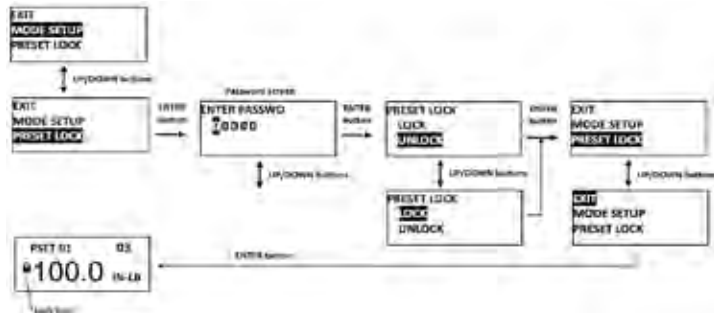 EXIT
MODE SETUP
PRESET LOCK
UP/DOWN buttons
EXIT
MODE SETUP
PRESET LOCK
ENTER
button
Password screen
ENTER PASSWD
0000
UP/DOWN buttons
ENTER
button
PRESET LOCK
LOCK
UNLOCK
UP/DOWN buttons
PRESET LOCK
LOCK
UNLOCK
ENTER
button
EXIT
MODE SETUP
PRESET LOCK
UP/DOWN buttons
EXIT
MODE SETUP
PRESET LOCK
ENTER button
PSET 01 03
100.0 IN-LB